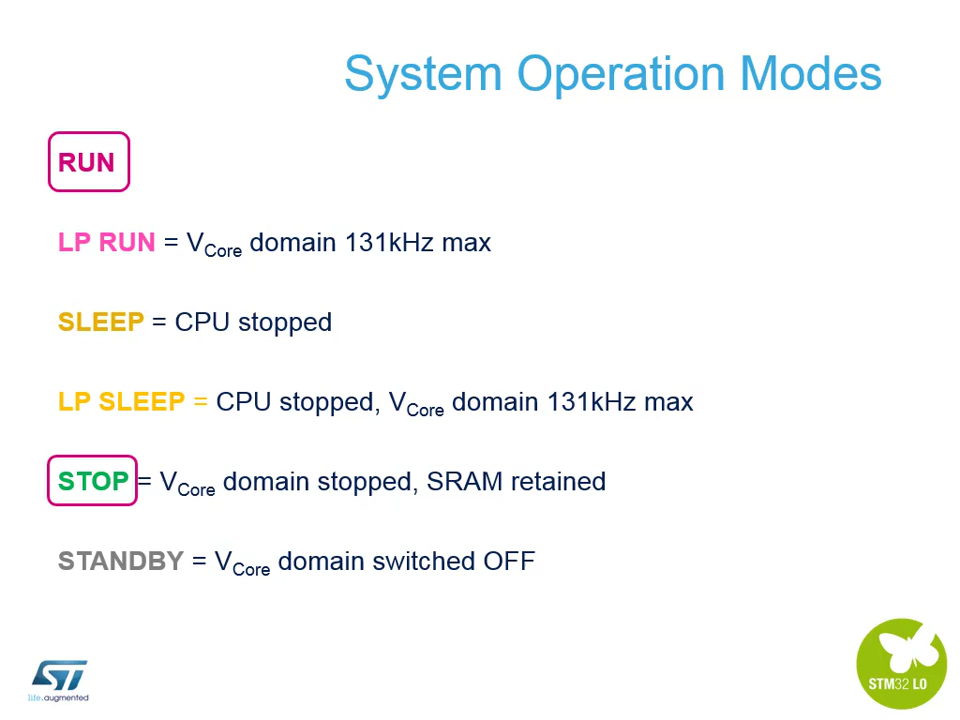 System Operation Modes
RUN
LP RUN = VCore domain 131kHz max
SLEEP = CPU stopped
LP SLEEP = CPU stopped, VCore domain 131kHz max
STOP = VCore domain stopped, SRAM retained
STANDBY = VCore domain switched OFF
ST
life.augmented
STM32 L0